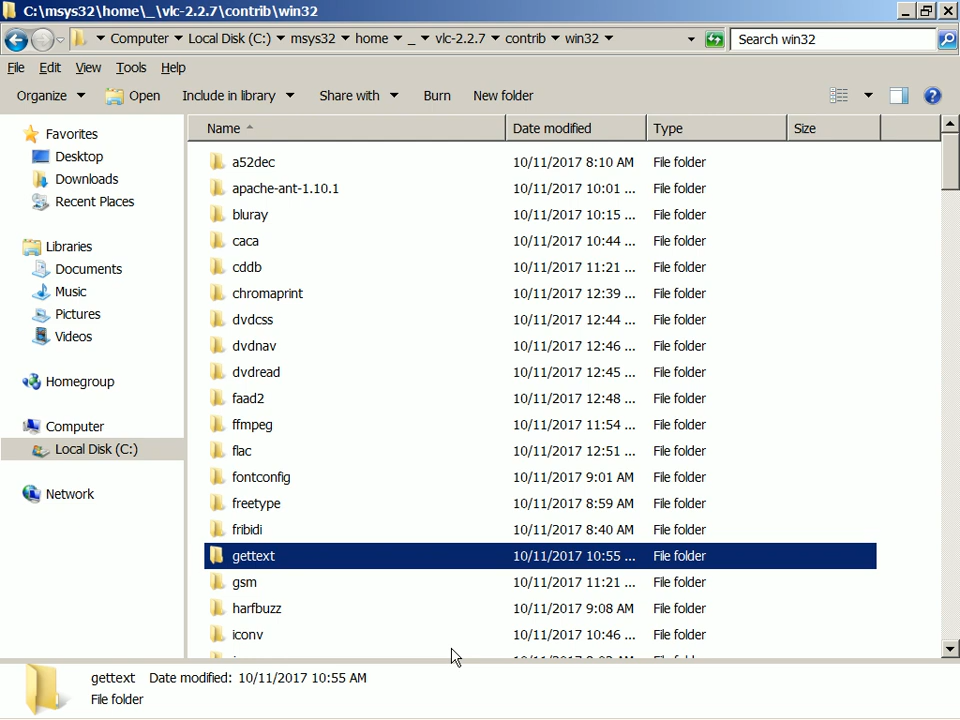 C:\msys32\home\_\vlc-2.2.7\contrib\win32
Computer Local Disk (C:) msys32 home _ vlc-2.2.7 contrib win32 Search win32
File Edit View Tools Help
Organize Open Include in library Share with Burn New folder
Favorites
Desktop
Downloads
Recent Places
Libraries
Documents
Music
Pictures
Videos
Homegroup
Computer
Local Disk (C:)
Network
Name Date modified Type Size
a52dec 10/11/2017 8:10 AM File folder
apache-ant-1.10.1 10/11/2017 10:01 ... File folder
bluray 10/11/2017 10:15 ... File folder
caca 10/11/2017 10:44 ... File folder
cddb 10/11/2017 11:21 ... File folder
chromaprint 10/11/2017 12:39 ... File folder
dvdcss 10/11/2017 12:44 ... File folder
dvdnav 10/11/2017 12:46 ... File folder
dvdread 10/11/2017 12:45 ... File folder
faad2 10/11/2017 12:48 ... File folder
ffmpeg 10/11/2017 11:54 ... File folder
flac 10/11/2017 12:51 ... File folder
fontconfig 10/11/2017 9:01 AM File folder
freetype 10/11/2017 8:59 AM File folder
fribidi 10/11/2017 8:40 AM File folder
gettext 10/11/2017 10:55 ... File folder
gsm 10/11/2017 11:21 ... File folder
harfbuzz 10/11/2017 9:08 AM File folder
iconv 10/11/2017 10:46 ... File folder
gettext Date modified: 10/11/2017 10:55 AM
File folder